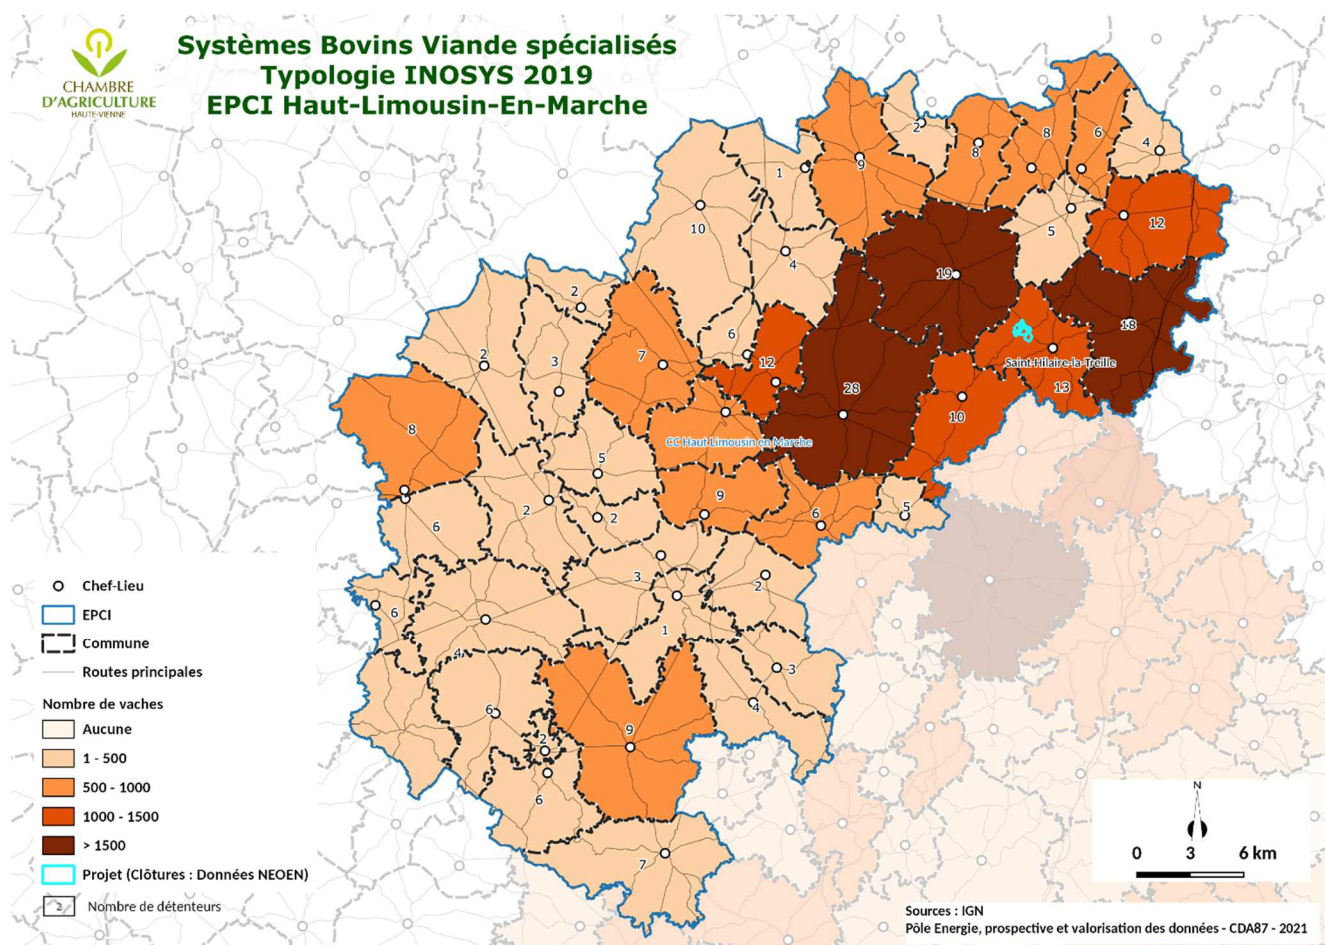 Systèmes Bovins Viande spécialisés
Typologie INOSYS 2019
EPCI Haut-Limousin-En-Marche
CHAMBRE
D'AGRICULTURE
HAUTE-VIENNE
2
8
8
6
4
1
9
10
5
12
4
19
2
18
6
2
3
7
12
Saint-Hilaire-la-Treille
28
13
10
8
CC Haut Limousin en Marche
5
9
6
5
6
2
2
3
2
6
1
4
3
6
4
9
2
6
7
Chef-Lieu
EPCI
Commune
Routes principales
Nombre de vaches
Aucune
1 - 500
500 - 1000
1000 - 1500
> 1500
Projet (Clôtures : Données NEOEN)
2
Nombre de détenteurs
N
0 3 6 km
Sources : IGN
Pôle Energie, prospective et valorisation des données - CDA87 - 2021